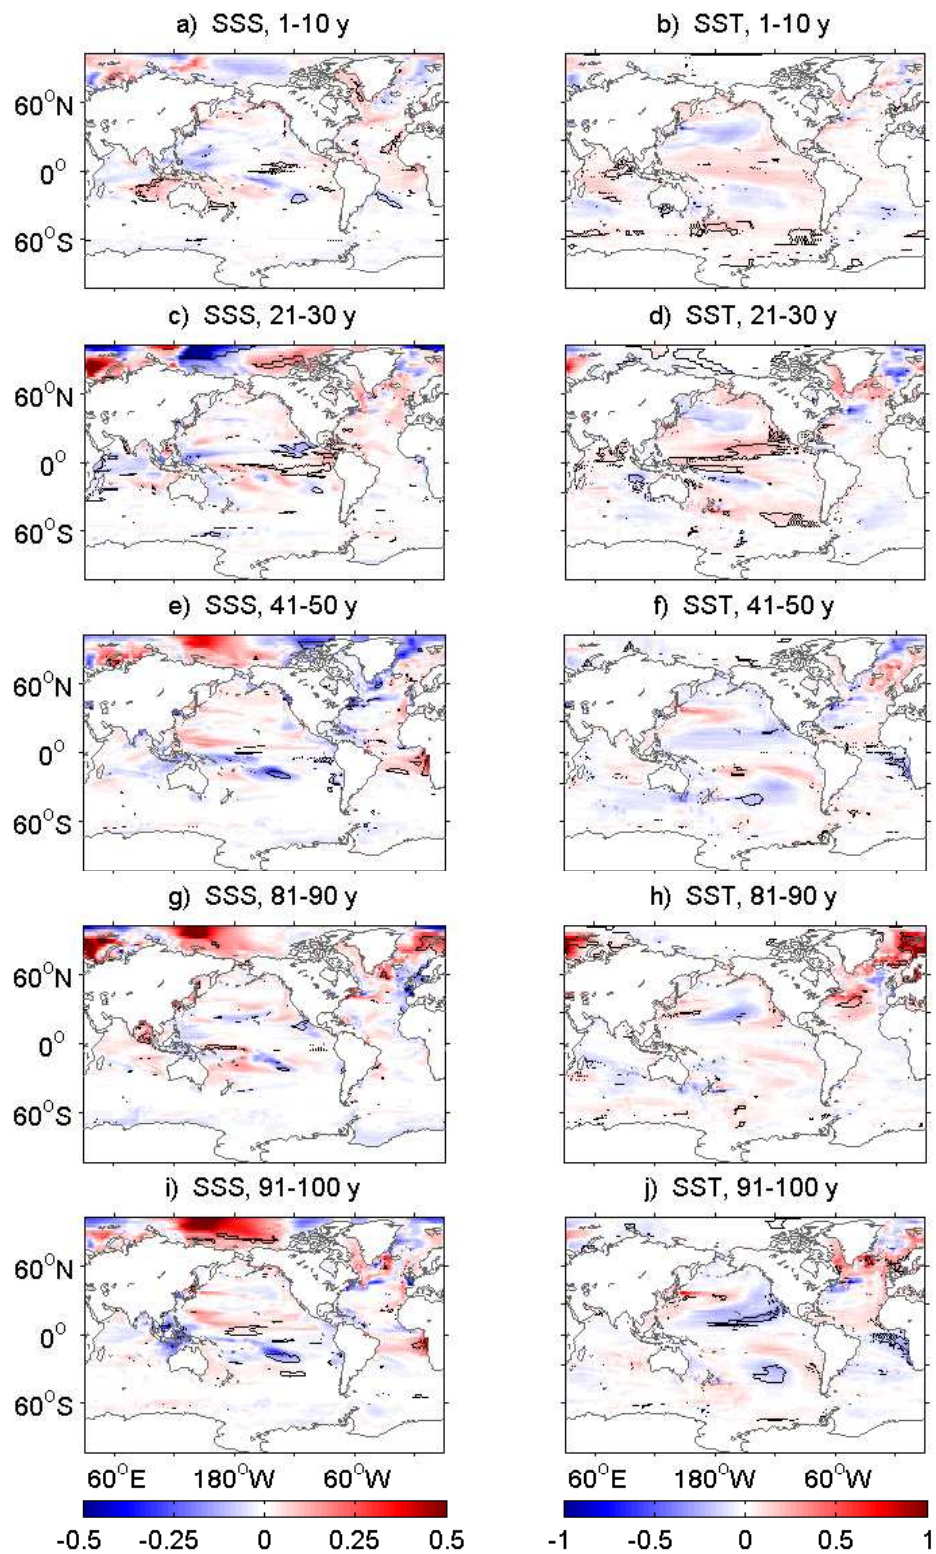 a) SSS, 1-10 y
b) SST, 1-10 y
60°N
0°
60°S
c) SSS, 21-30 y
d) SST, 21-30 y
60°N
0°
60°S
e) SSS, 41-50 y
f) SST, 41-50 y
60°N
0°
60°S
g) SSS, 81-90 y
h) SST, 81-90 y
60°N
0°
60°S
i) SSS, 91-100 y
j) SST, 91-100 y
60°N
0°
60°S
60°E 180°W 60°W
60°E 180°W 60°W
-0.5 -0.25 0 0.25 0.5
-1 -0.5 0 0.5 1